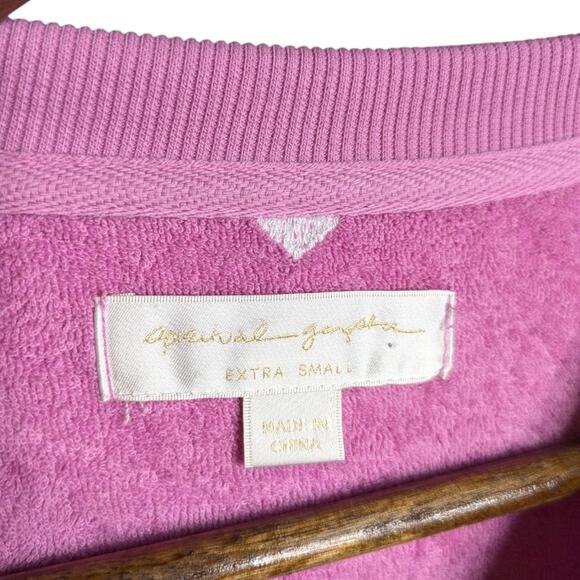 spiritual gangster
EXTRA SMALL
MADE IN
CHINA